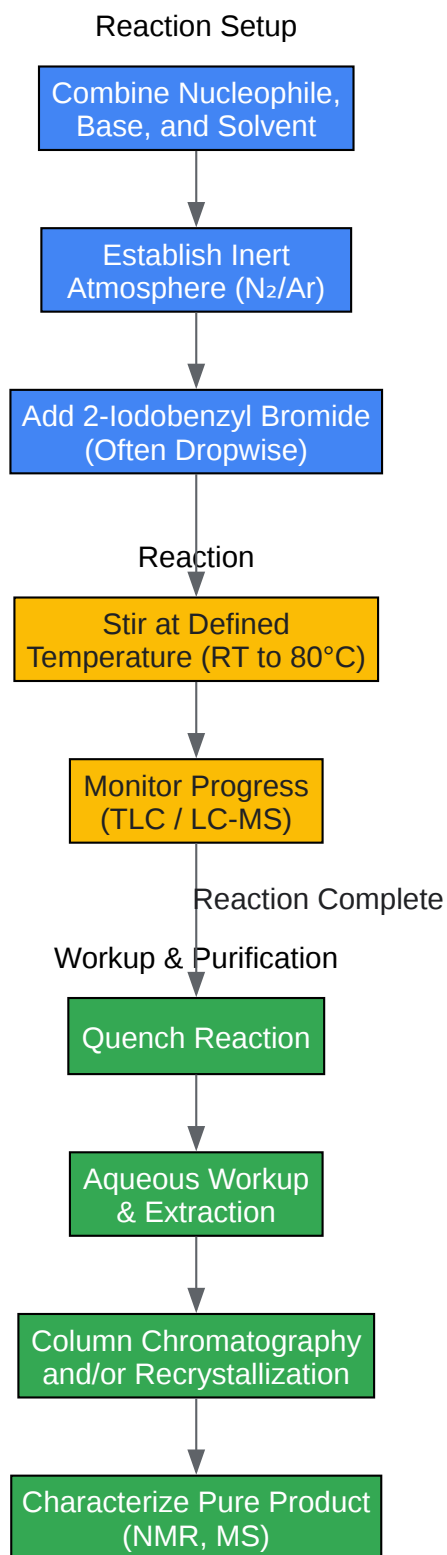 Reaction Setup
Combine Nucleophile,
Base, and Solvent
Establish Inert
Atmosphere (N₂/Ar)
Add 2-Iodobenzyl Bromide
(Often Dropwise)
Reaction
Stir at Defined
Temperature (RT to 80°C)
Monitor Progress
(TLC / LC-MS)
Reaction Complete
Workup & Purification
Quench Reaction
Aqueous Workup
& Extraction
Column Chromatography
and/or Recrystallization
Characterize Pure Product
(NMR, MS)